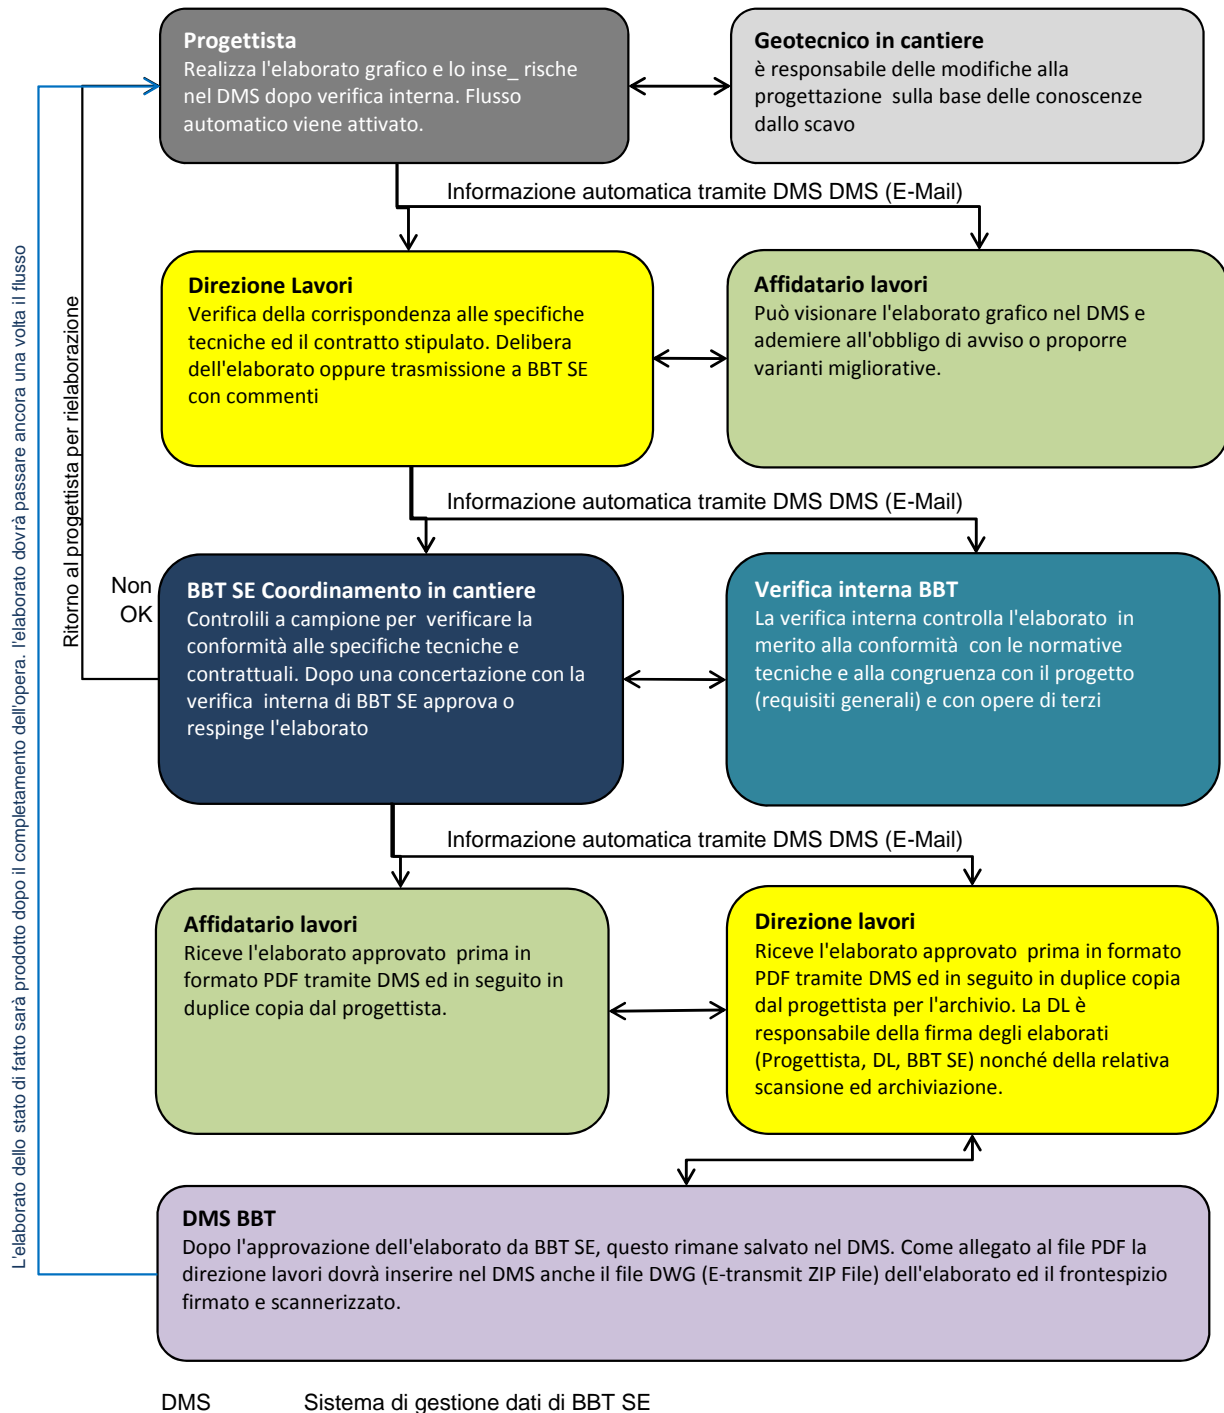 Progettista
Realizza l'elaborato grafico e lo inse_ rische
nel DMS dopo verifica interna. Flusso
automatico viene attivato.
Geotecnico in cantiere
è responsabile delle modifiche alla
progettazione sulla base delle conoscenze
dallo scavo
Informazione automatica tramite DMS DMS (E-Mail)
Direzione Lavori
Verifica della corrispondenza alle specifiche
tecniche ed il contratto stipulato. Delibera
dell'elaborato oppure trasmissione a BBT SE
con commenti
Affidatario lavori
Può visionare l'elaborato grafico nel DMS e
ademiere all'obbligo di avviso o proporre
varianti migliorative.
Informazione automatica tramite DMS DMS (E-Mail)
Non
OK
Ritorno al progettista per rielaborazione
L'elaborato dello stato di fatto sarà prodotto dopo il completamento dell'opera. l'elaborato dovrà passare ancora una volta il flusso
BBT SE Coordinamento in cantiere
Controlili a campione per verificare la
conformità alle specifiche tecniche e
contrattuali. Dopo una concertazione con la
verifica interna di BBT SE approva o
respinge l'elaborato
Verifica interna BBT
La verifica interna controlla l'elaborato in
merito alla conformità con le normative
tecniche e alla congruenza con il progetto
(requisiti generali) e con opere di terzi
Informazione automatica tramite DMS DMS (E-Mail)
Affidatario lavori
Riceve l'elaborato approvato prima in
formato PDF tramite DMS ed in seguito in
duplice copia dal progettista.
Direzione lavori
Riceve l'elaborato approvato prima in formato
PDF tramite DMS ed in seguito in duplice copia
dal progettista per l'archivio. La DL è
responsabile della firma degli elaborati
(Progettista, DL, BBT SE) nonché della relativa
scansione ed archiviazione.
DMS BBT
Dopo l'approvazione dell'elaborato da BBT SE, questo rimane salvato nel DMS. Come allegato al file PDF la
direzione lavori dovrà inserire nel DMS anche il file DWG (E-transmit ZIP File) dell'elaborato ed il frontespizio
firmato e scannerizzato.
DMS Sistema di gestione dati di BBT SE